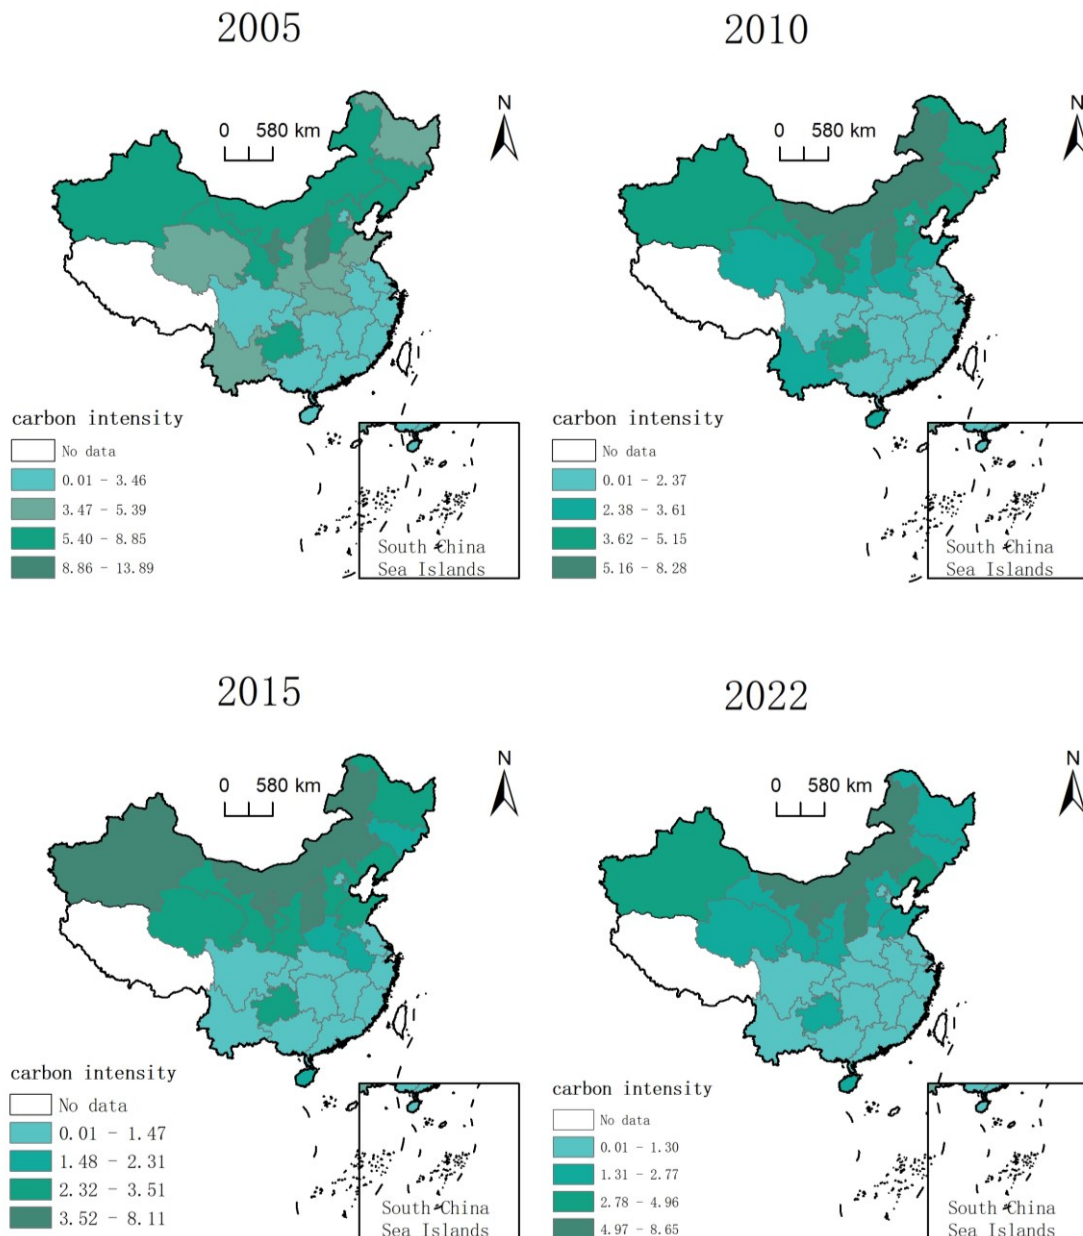 2005
N
0 580 km
carbon intensity
No data
0.01 - 3.46
3.47 - 5.39
5.40 - 8.85
8.86 - 13.89
South China
Sea Islands
2010
N
0 580 km
carbon intensity
No data
0.01 - 2.37
2.38 - 3.61
3.62 - 5.15
5.16 - 8.28
South China
Sea Islands
2015
N
0 580 km
carbon intensity
No data
0.01 - 1.47
1.48 - 2.31
2.32 - 3.51
3.52 - 8.11
South China
Sea Islands
2022
N
0 580 km
carbon intensity
No data
0.01 - 1.30
1.31 - 2.77
2.78 - 4.96
4.97 - 8.65
South China
Sea Islands